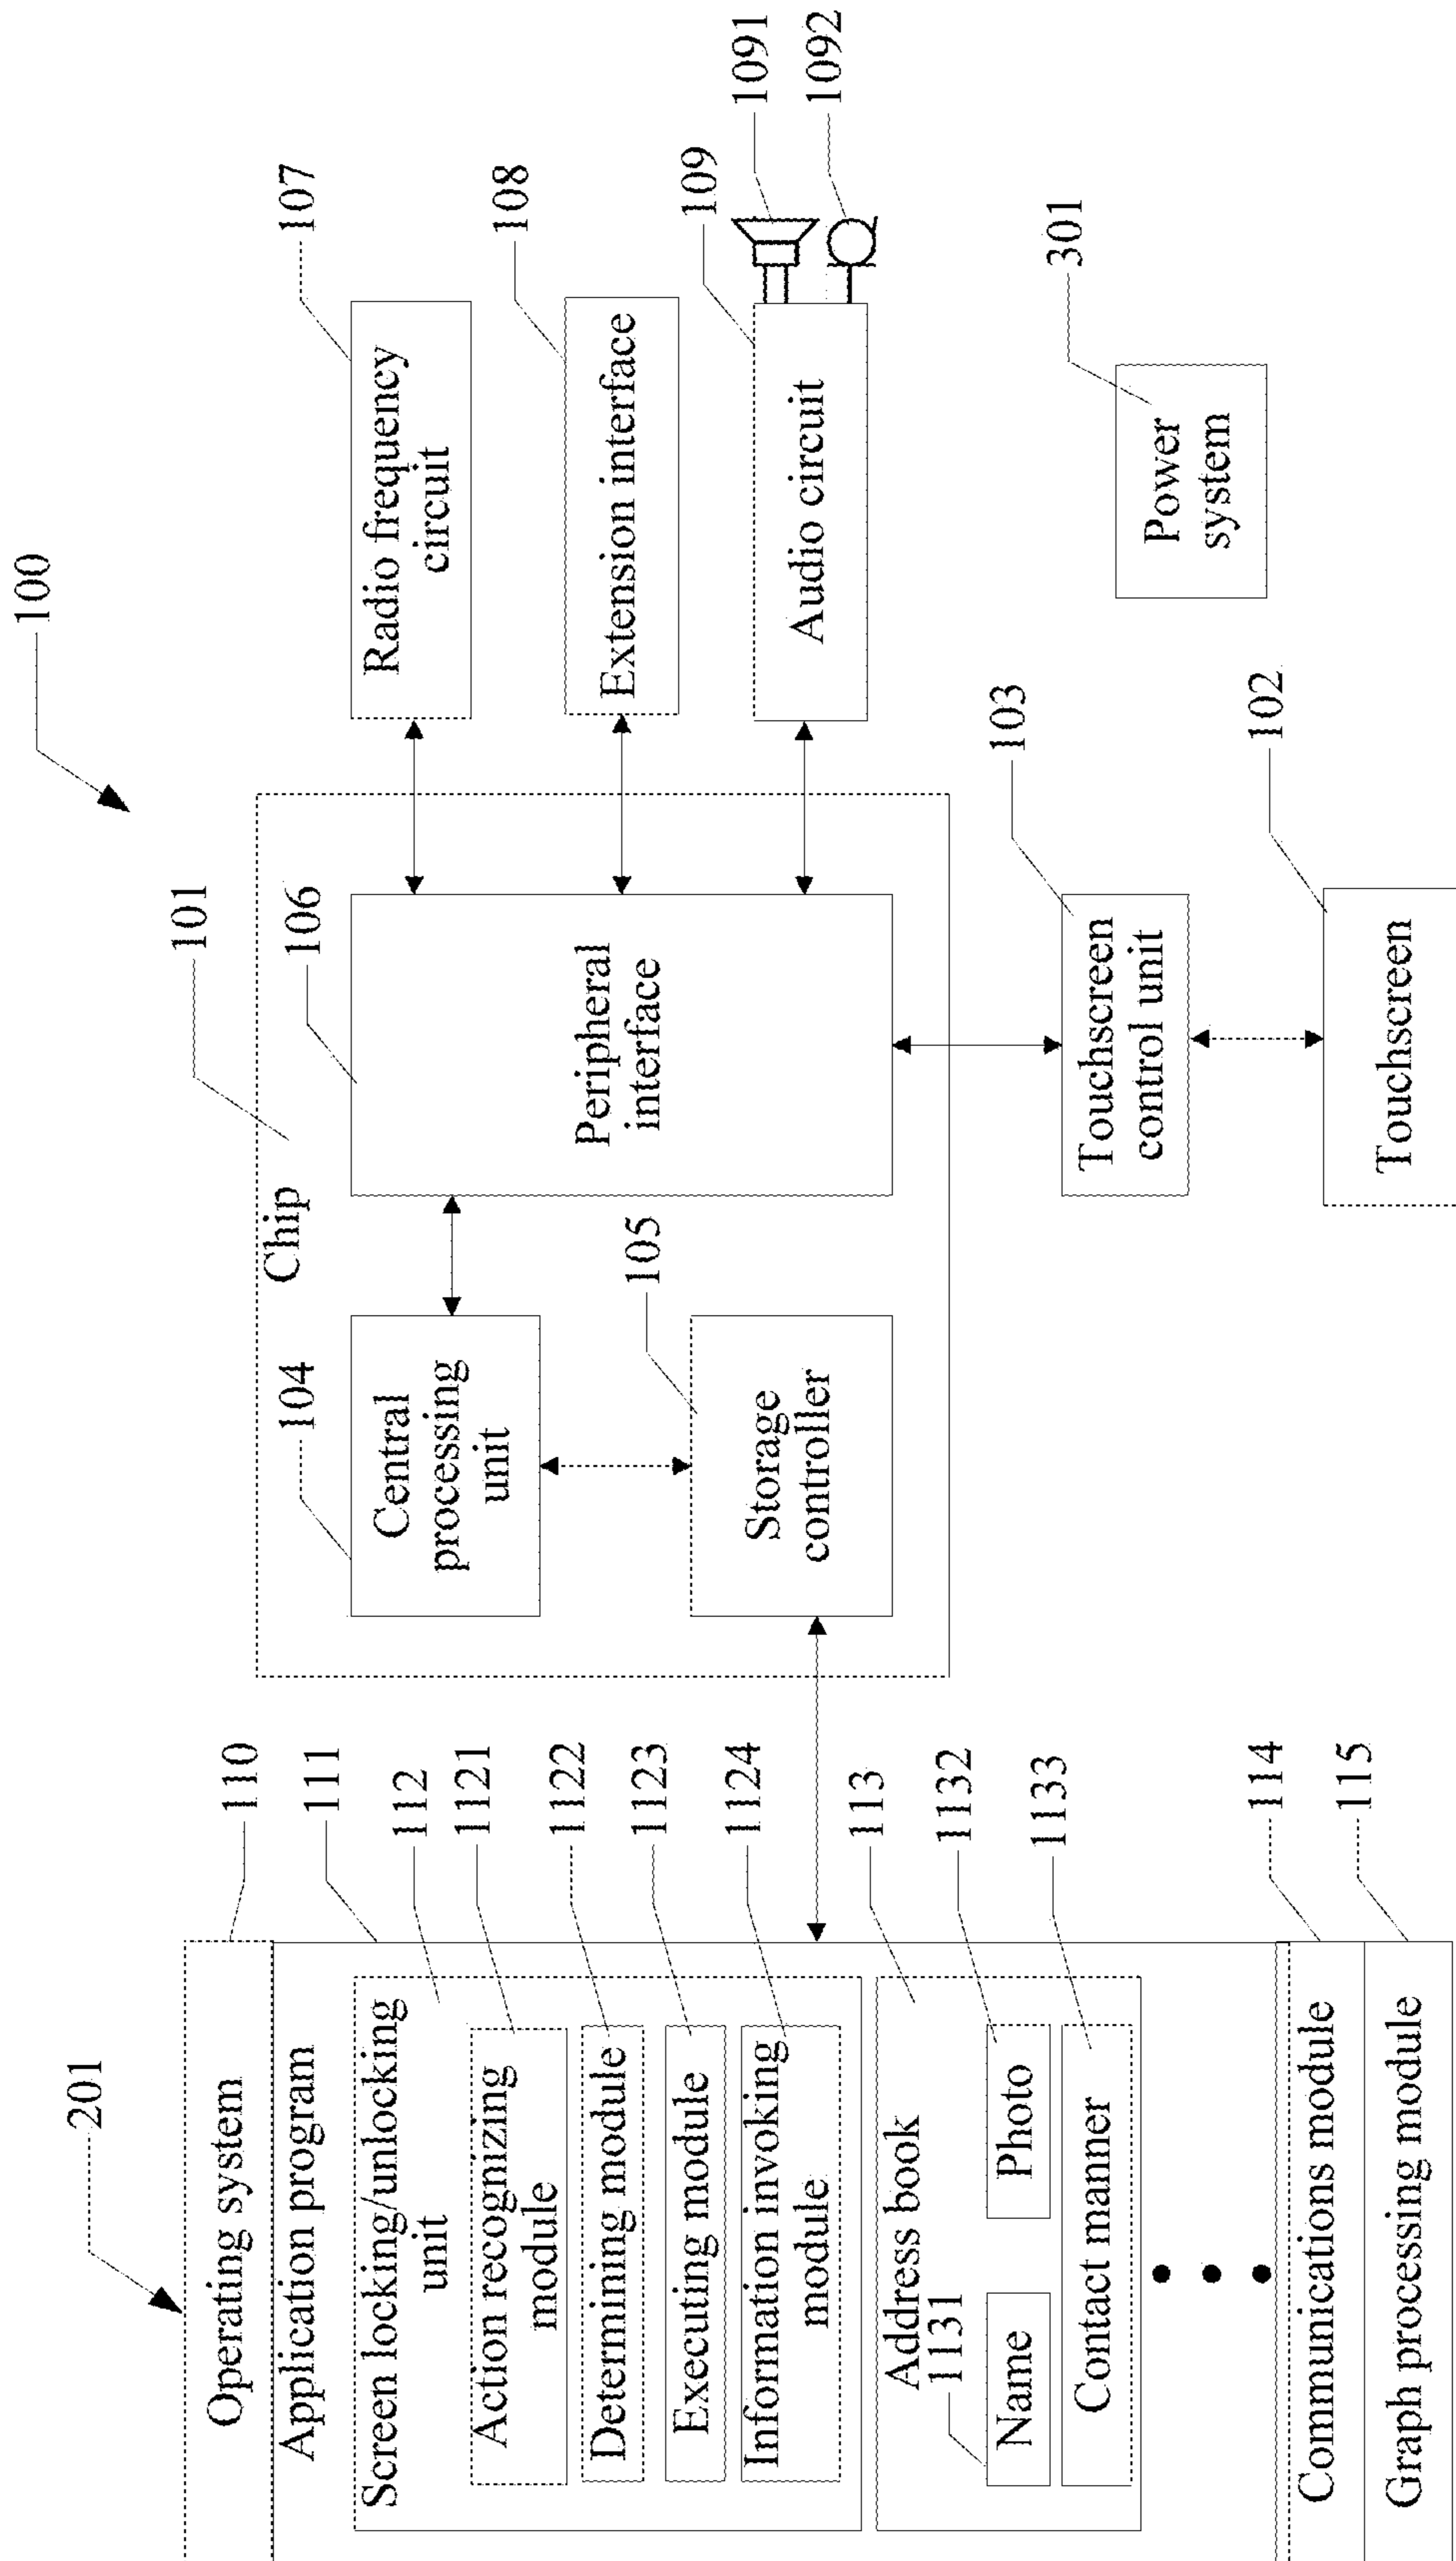 100
201
Operating system
110
Application program
111
Screen locking/unlocking
unit
112
Action recognizing
module
1121
Determining module
1122
Executing module
1123
Information invoking
module
1124
Address book
113
1131
Name
Photo
1132
Contact manner
1133
Communications module
114
Graph processing module
115
Chip
101
104
Central
processing
unit
105
Storage
controller
106
Peripheral
interface
107
Radio frequency
circuit
108
Extension interface
109
Audio circuit
1091
1092
103
Touchscreen
control unit
102
Touchscreen
301
Power
system